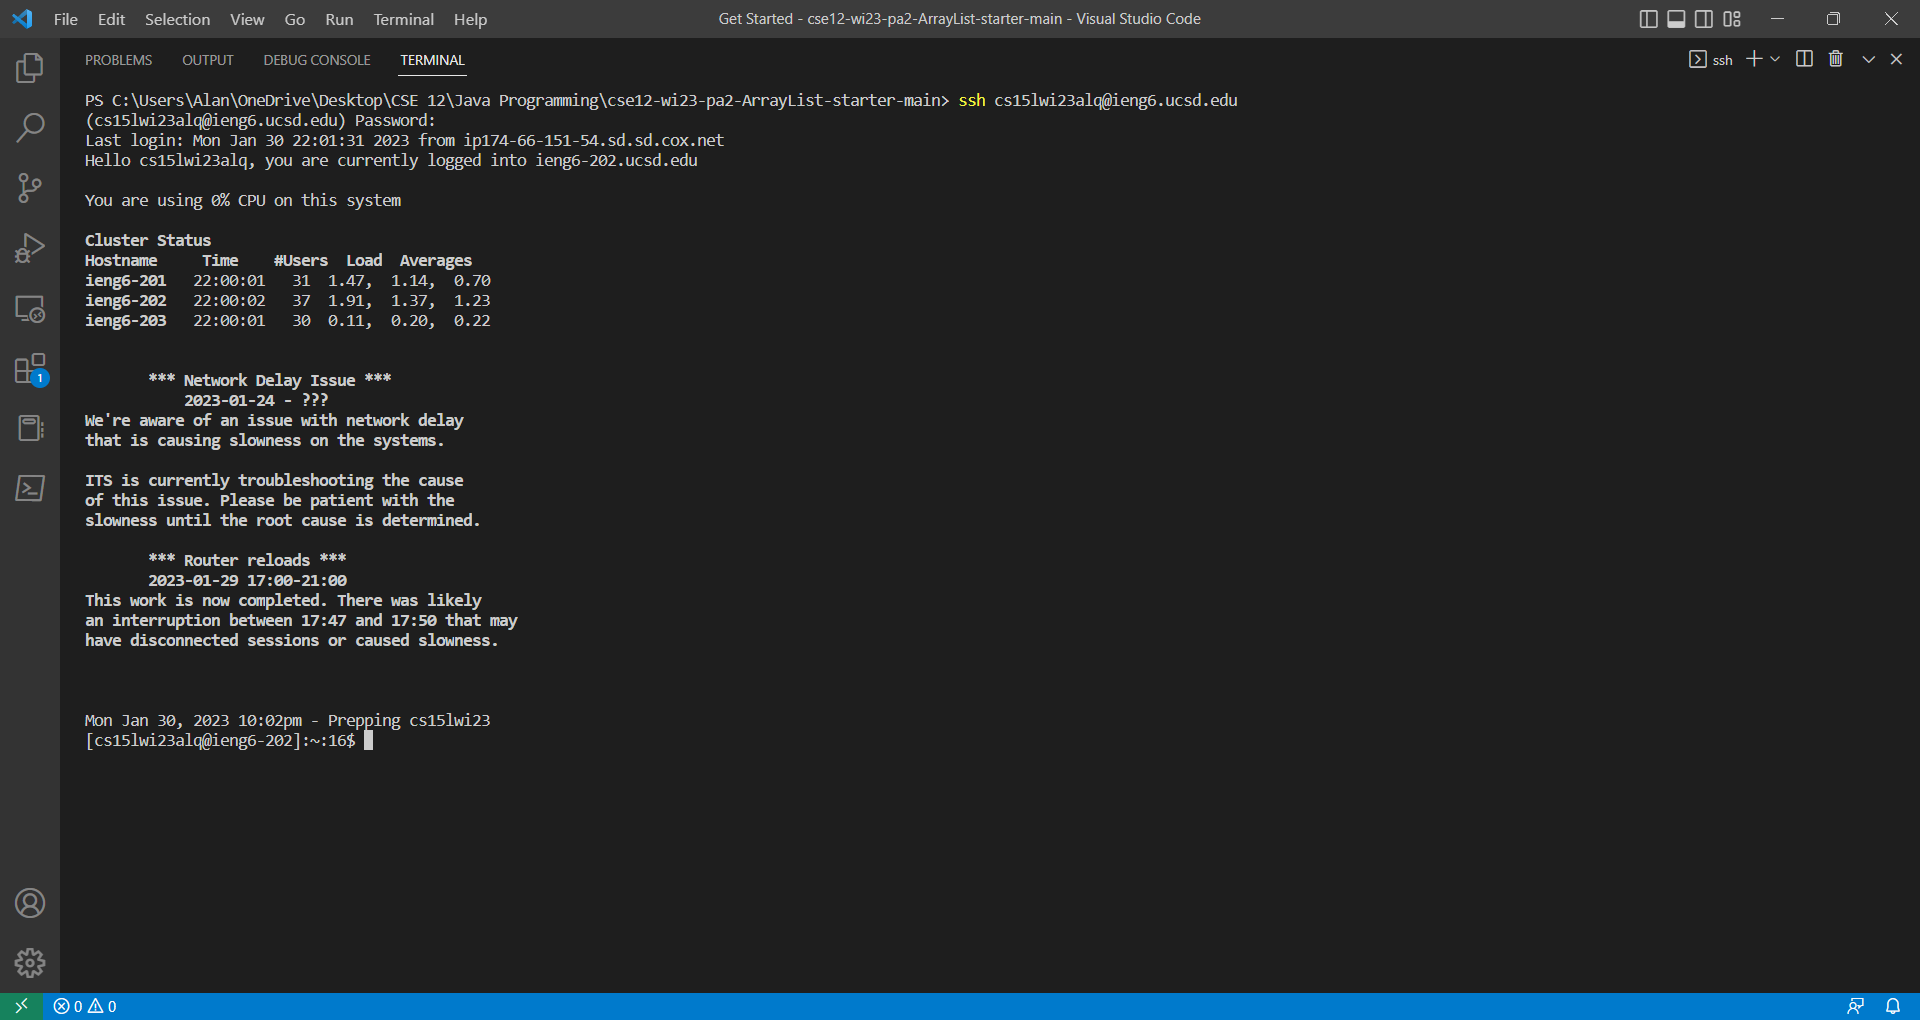 File Edit Selection View Go Run Terminal Help
Get Started - cse12-wi23-pa2-ArrayList-starter-main - Visual Studio Code
PROBLEMS OUTPUT DEBUG CONSOLE TERMINAL
ssh
PS C:\Users\Alan\OneDrive\Desktop\CSE 12\Java Programming\cse12-wi23-pa2-ArrayList-starter-main> ssh cs15lwi23alq@ieng6.ucsd.edu
(cs15lwi23alq@ieng6.ucsd.edu) Password:
Last login: Mon Jan 30 22:01:31 2023 from ip174-66-151-54.sd.sd.cox.net
Hello cs15lwi23alq, you are currently logged into ieng6-202.ucsd.edu
You are using 0% CPU on this system
Cluster Status
Hostname Time #Users Load Averages
ieng6-201 22:00:01 31 1.47, 1.14, 0.70
ieng6-202 22:00:02 37 1.91, 1.37, 1.23
ieng6-203 22:00:01 30 0.11, 0.20, 0.22
*** Network Delay Issue ***
2023-01-24 - ???
We're aware of an issue with network delay
that is causing slowness on the systems.
ITS is currently troubleshooting the cause
of this issue. Please be patient with the
slowness until the root cause is determined.
*** Router reloads ***
2023-01-29 17:00-21:00
This work is now completed. There was likely
an interruption between 17:47 and 17:50 that may
have disconnected sessions or caused slowness.
Mon Jan 30, 2023 10:02pm - Prepping cs15lwi23
[cs15lwi23alq@ieng6-202]:~:16$
1
0 0